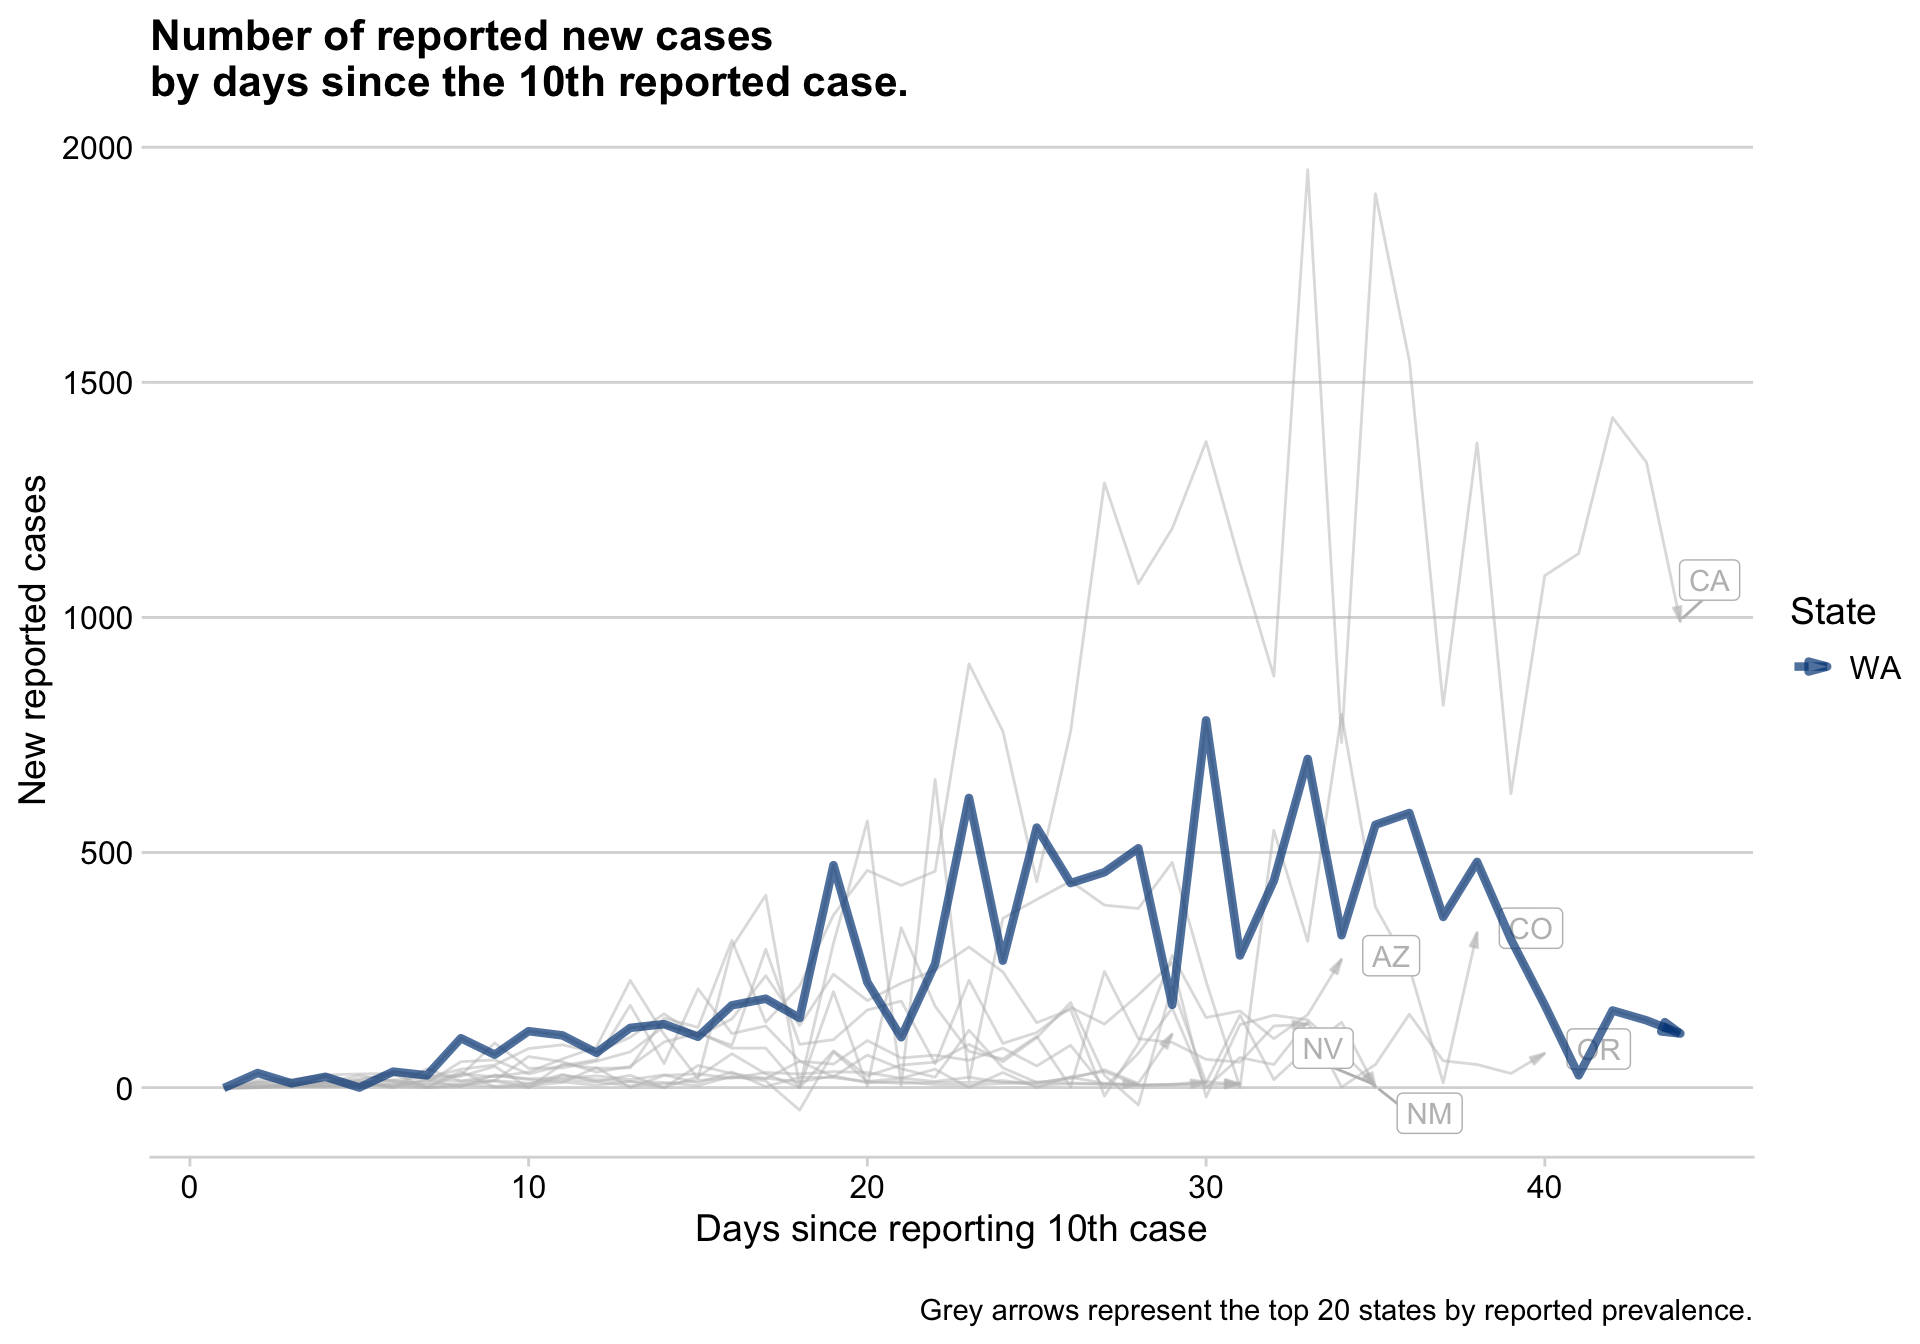 Number of reported new cases
by days since the 10th reported case.
2000
1500
1000
500
0
New reported cases
CA
CO
AZ
NV
OR
NM
State
WA
0
10
20
30
40
Days since reporting 10th case
Grey arrows represent the top 20 states by reported prevalence.